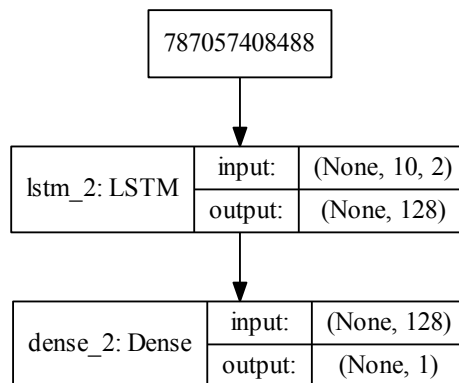 787057408488
lstm_2: LSTM
input:
(None, 10, 2)
output:
(None, 128)
dense_2: Dense
input:
(None, 128)
output:
(None, 1)